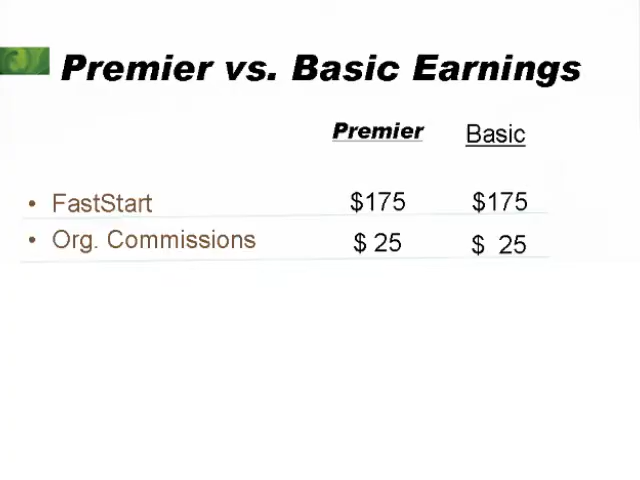 Premier vs. Basic Earnings
Premier Basic
• FastStart $175 $175
• Org. Commissions $ 25 $ 25